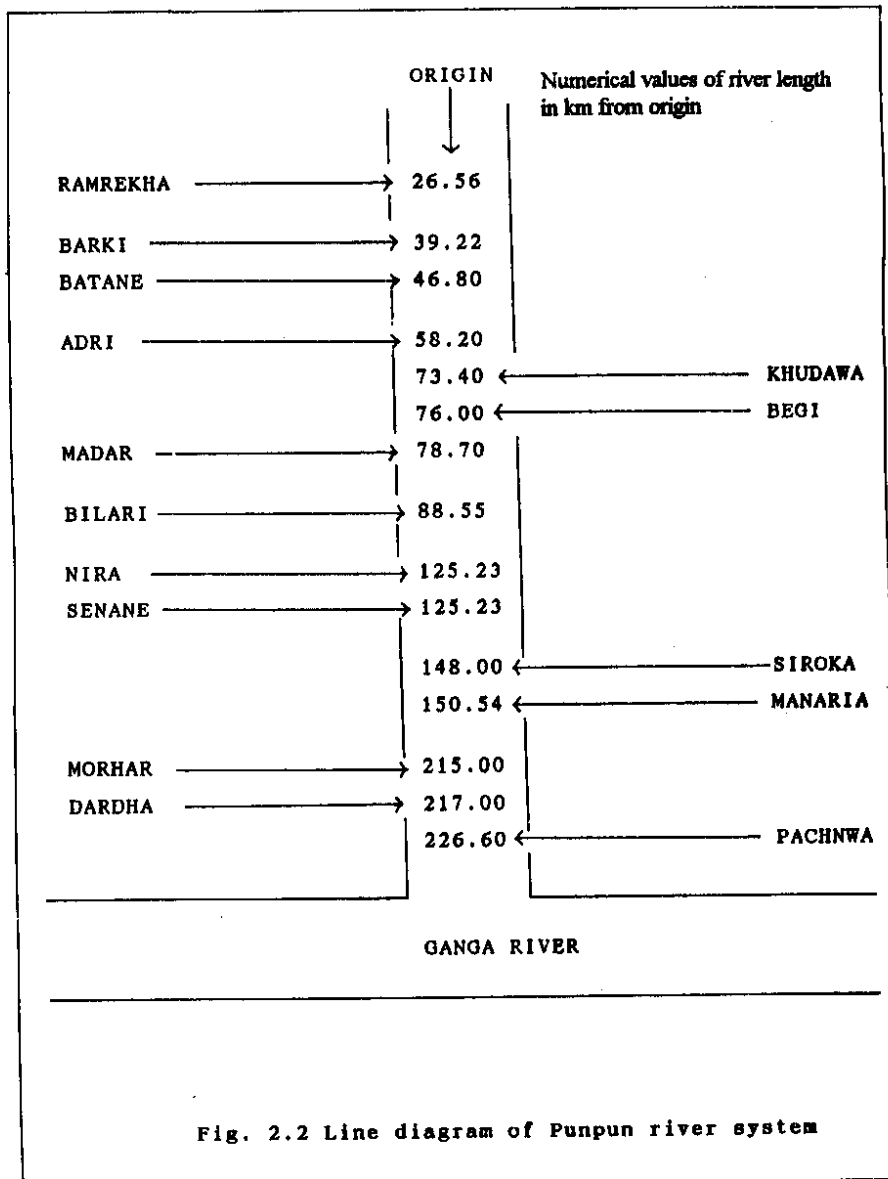 ORIGIN
Numerical values of river length
in km from origin
RAMREKHA 26.56
BARKI 39.22
BATANE 46.80
ADRI 58.20
73.40 KHUDAWA
76.00 BEGI
MADAR 78.70
BILARI 88.55
NIRA 125.23
SENANE 125.23
148.00 SIROKA
150.54 MANARIA
MORHAR 215.00
DARDHA 217.00
226.60 PACHNWA
GANGA RIVER
Fig. 2.2 Line diagram of Punpun river system